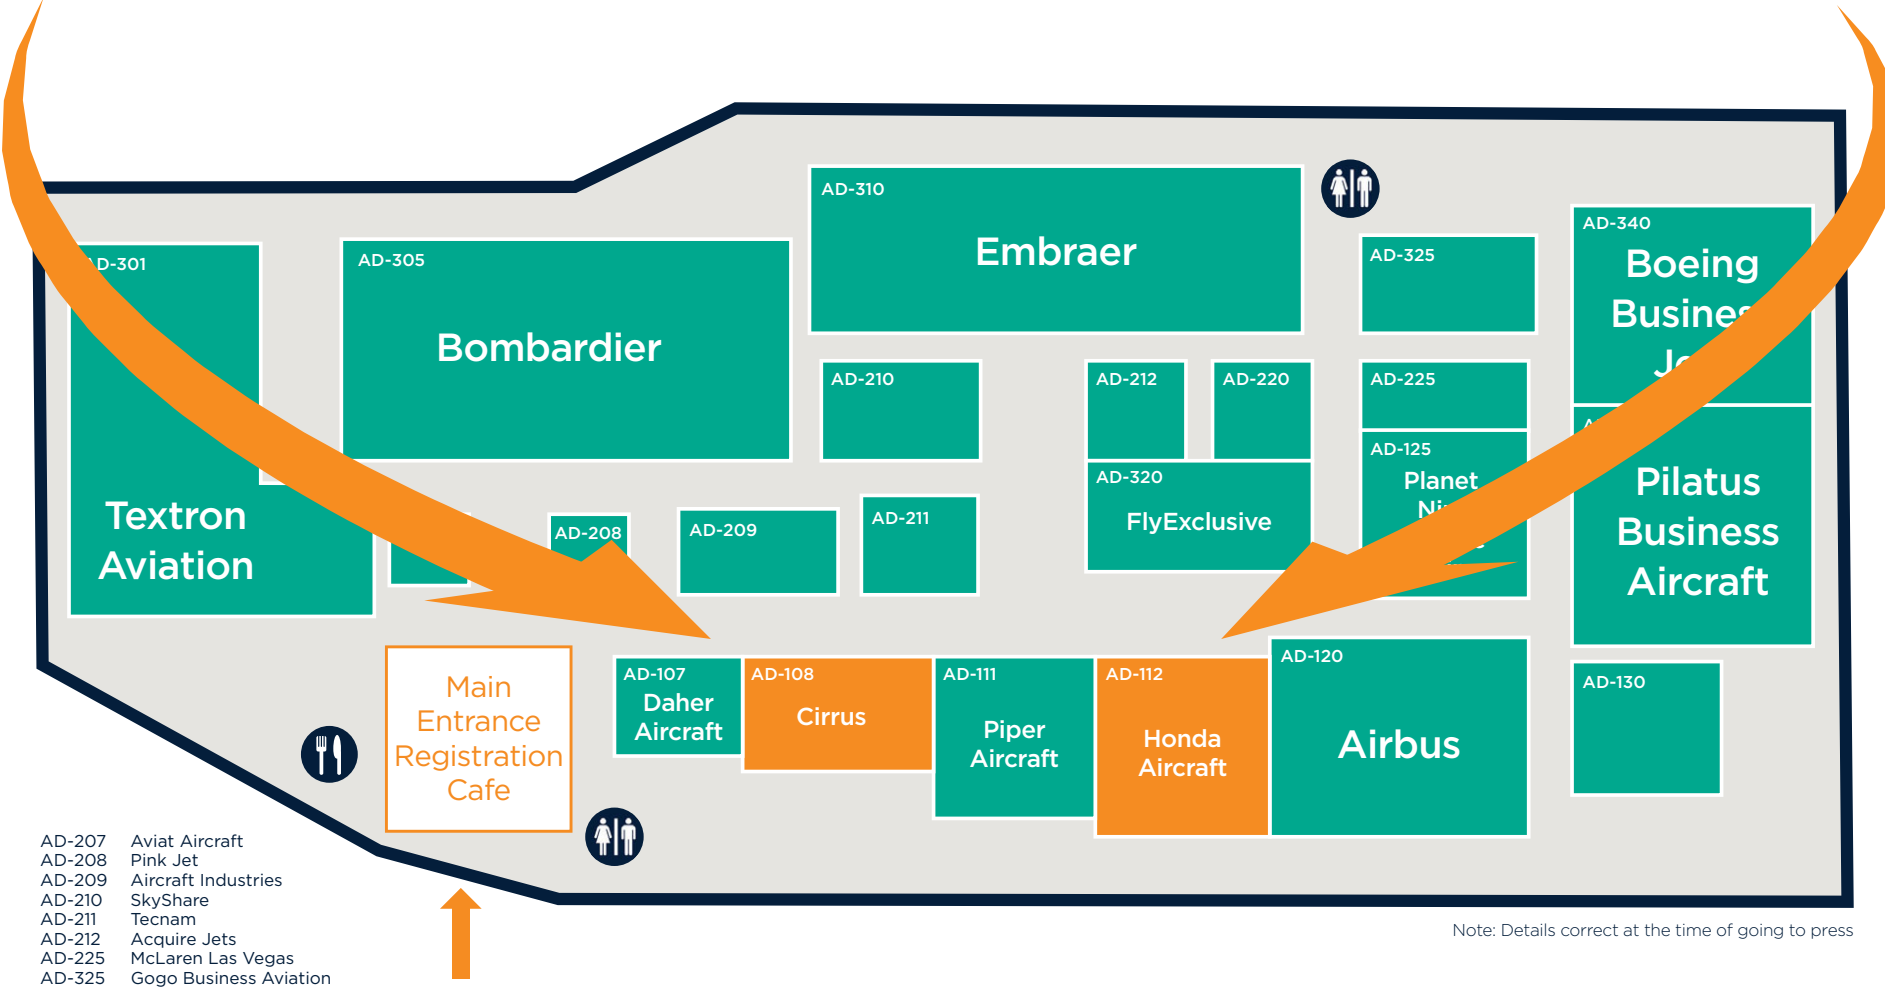 AD-310
Embraer
AD-340
Boeing
Business
AD-325
AD-305
Bombardier
D-301
Textron
Aviation
AD-210
AD-212
AD-220
AD-225
AD-125
Planet
AD-320
FlyExclusive
Pilatus
Business
Aircraft
AD-208
AD-209
AD-211
Main
Entrance
Registration
Cafe
AD-107
Daher
Aircraft
AD-108
Cirrus
AD-111
Piper
Aircraft
AD-112
Honda
Aircraft
AD-120
Airbus
AD-130
AD-207 Aviat Aircraft
AD-208 Pink Jet
AD-209 Aircraft Industries
AD-210 SkyShare
AD-211 Tecnam
AD-212 Acquire Jets
AD-225 McLaren Las Vegas
AD-325 Gogo Business Aviation
Note: Details correct at the time of going to press